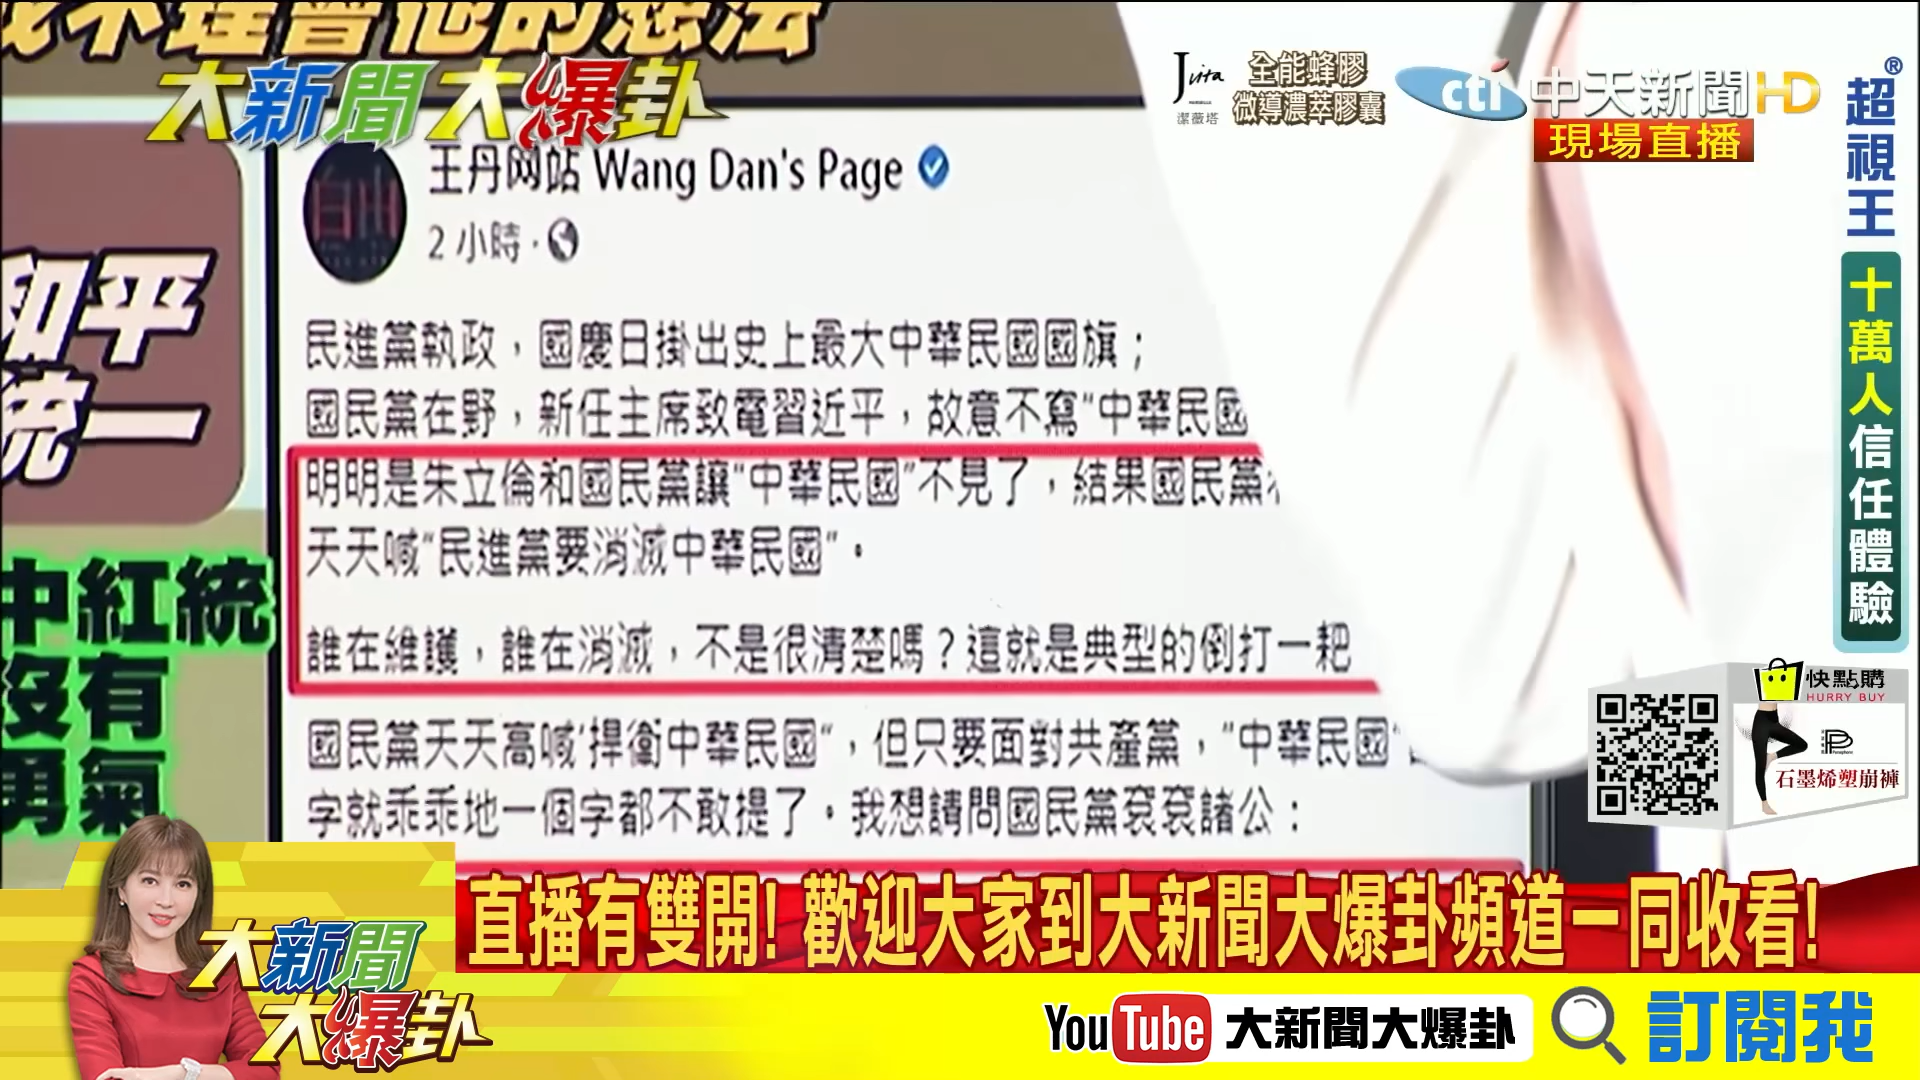 我不理會他的想法
大新聞大爆卦
Jvita
潔薇塔
全能蜂膠
微導濃萃膠囊
cti 中天新聞HD
現場直播
超視王®
十萬人信任體驗
和平
統一
中紅統
沒有
勇氣
自由
王丹网站 Wang Dan's Page
2 小時·
民進黨執政，國慶日掛出史上最大中華民國國旗；
國民黨在野，新任主席致電習近平，故意不寫“中華民國
明明是朱立倫和國民黨讓“中華民國”不見了，結果國民黨
天天喊“民進黨要消滅中華民國”。
誰在維護，誰在消滅，不是很清楚嗎？這就是典型的倒打一耙
國民黨天天高喊“捍衛中華民國”，但只要面對共產黨，“中華民國”
字就乖乖地一個字都不敢提了。我想請問國民黨袞袞諸公：
快點購
HURRY BUY
石墨烯塑崩褲
直播有雙開! 歡迎大家到大新聞大爆卦頻道一同收看!
大新聞
大爆卦
YouTube 大新聞大爆卦 訂閱我